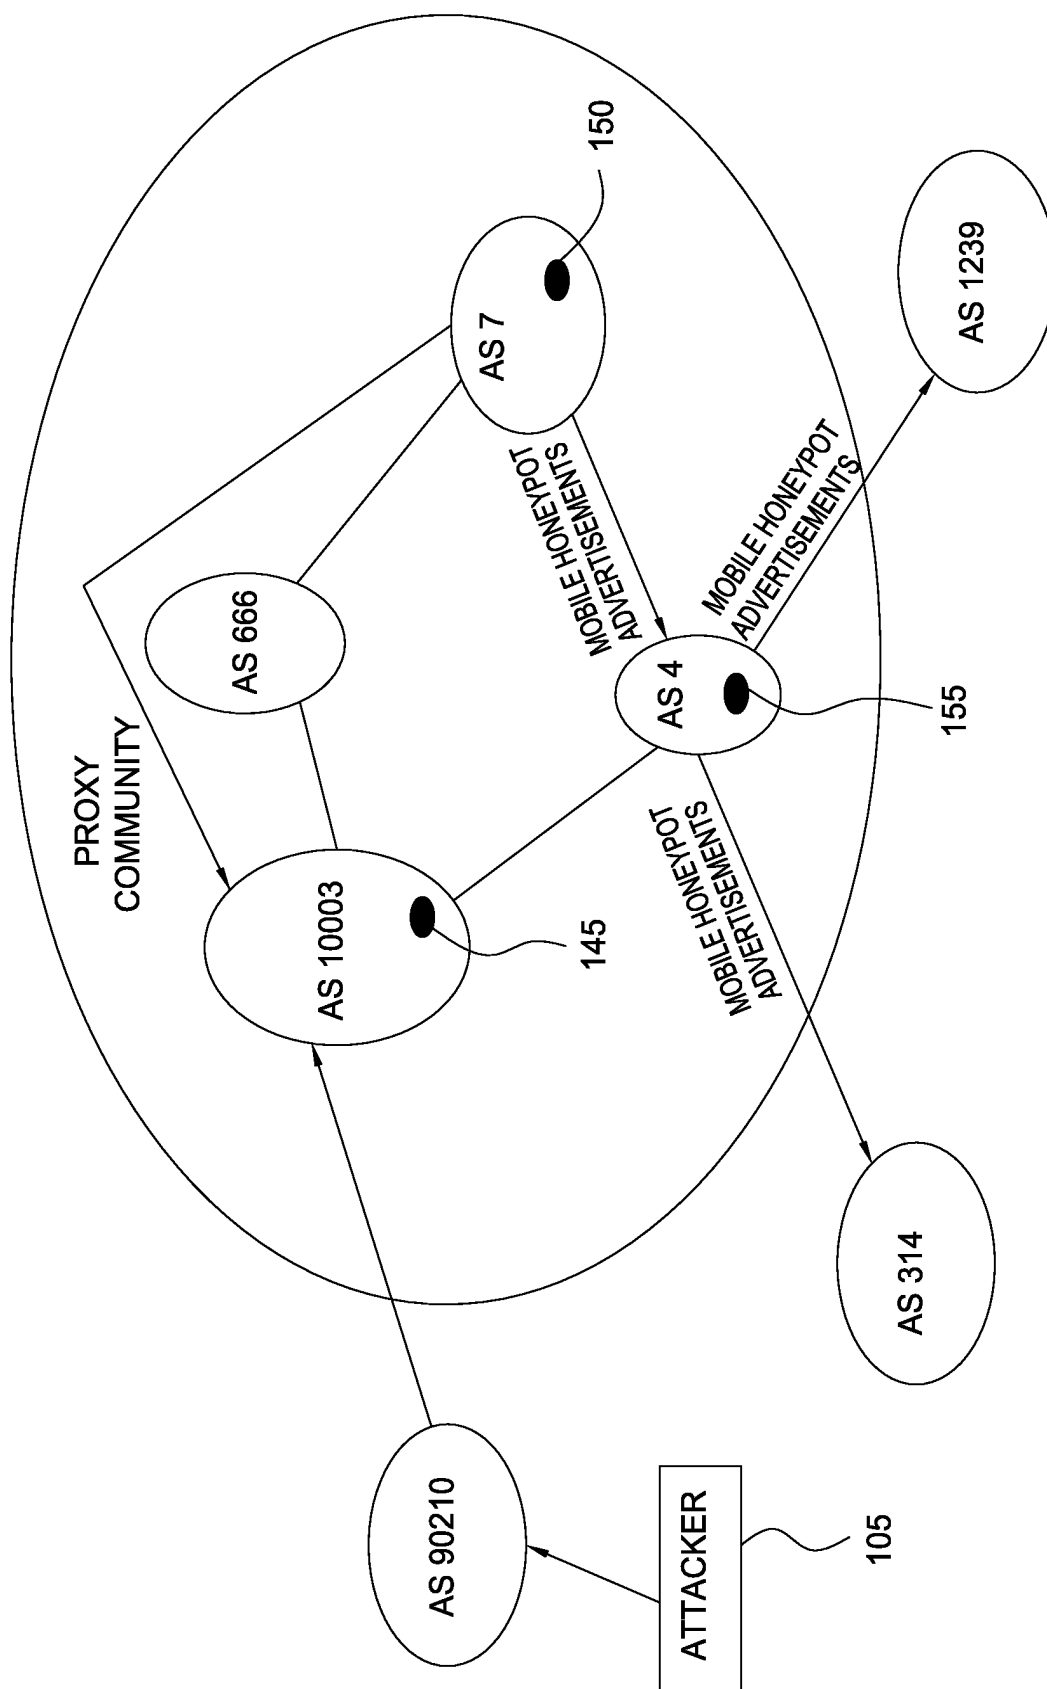 PROXY
COMMUNITY
AS 666
AS 7
150
AS 10003
145
MOBILE HONEYPOT
ADVERTISEMENTS
AS 4
155
MOBILE HONEYPOT
ADVERTISEMENTS
AS 1239
MOBILE HONEYPOT
ADVERTISEMENTS
AS 90210
AS 314
ATTACKER
105